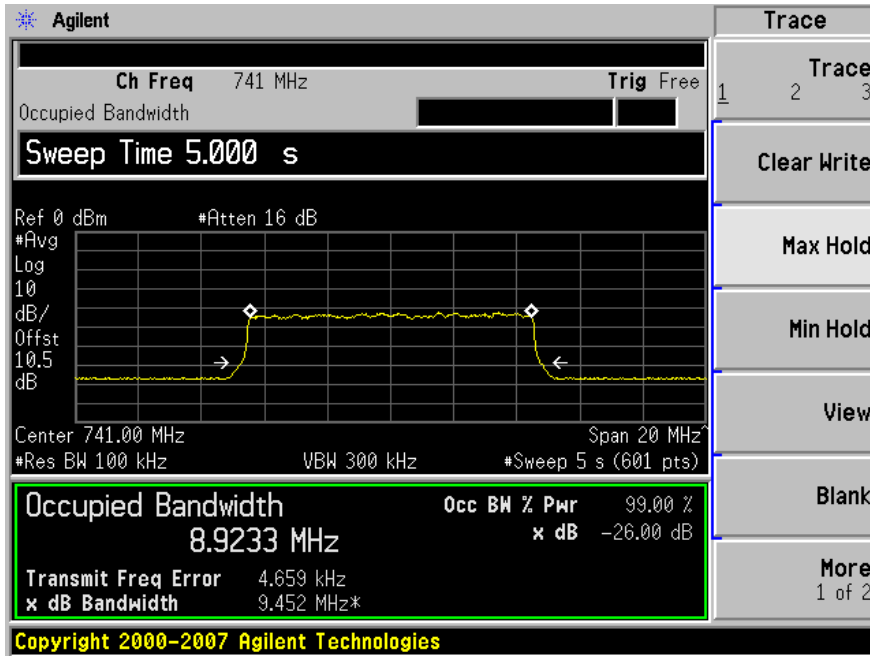 Agilent
Trace
Ch Freq 741 MHz Trig Free
Occupied Bandwidth
Sweep Time 5.000 s
Ref 0 dBm #Atten 16 dB
#Avg
Log
10
dB/
Offst
10.5
dB
Center 741.00 MHz Span 20 MHz^
#Res BW 100 kHz VBW 300 kHz #Sweep 5 s (601 pts)
Occupied Bandwidth
8.9233 MHz
Occ BW % Pwr 99.00 %
x dB -26.00 dB
Transmit Freq Error 4.659 kHz
x dB Bandwidth 9.452 MHz*
Copyright 2000-2007 Agilent Technologies
Trace
1 2 3
Clear Write
Max Hold
Min Hold
View
Blank
More
1 of 2